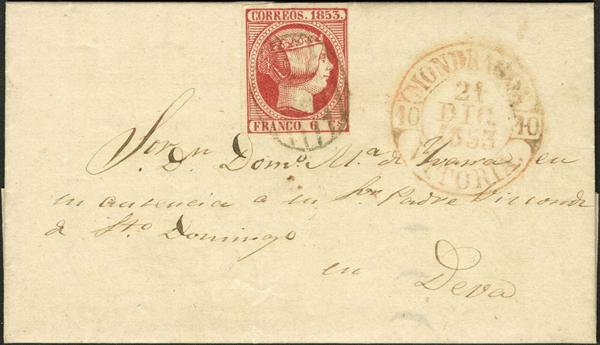 CORREOS. 1853.
FRANCO 6 Cs
MONDRAGON
10 21 10
DIC.
1853
VITORIA.
Sor. Dn. Domo. Ma. de Ybarra en
su ausencia a su Sor. Padre Vizconde
de Sto. Domingo
en Deva